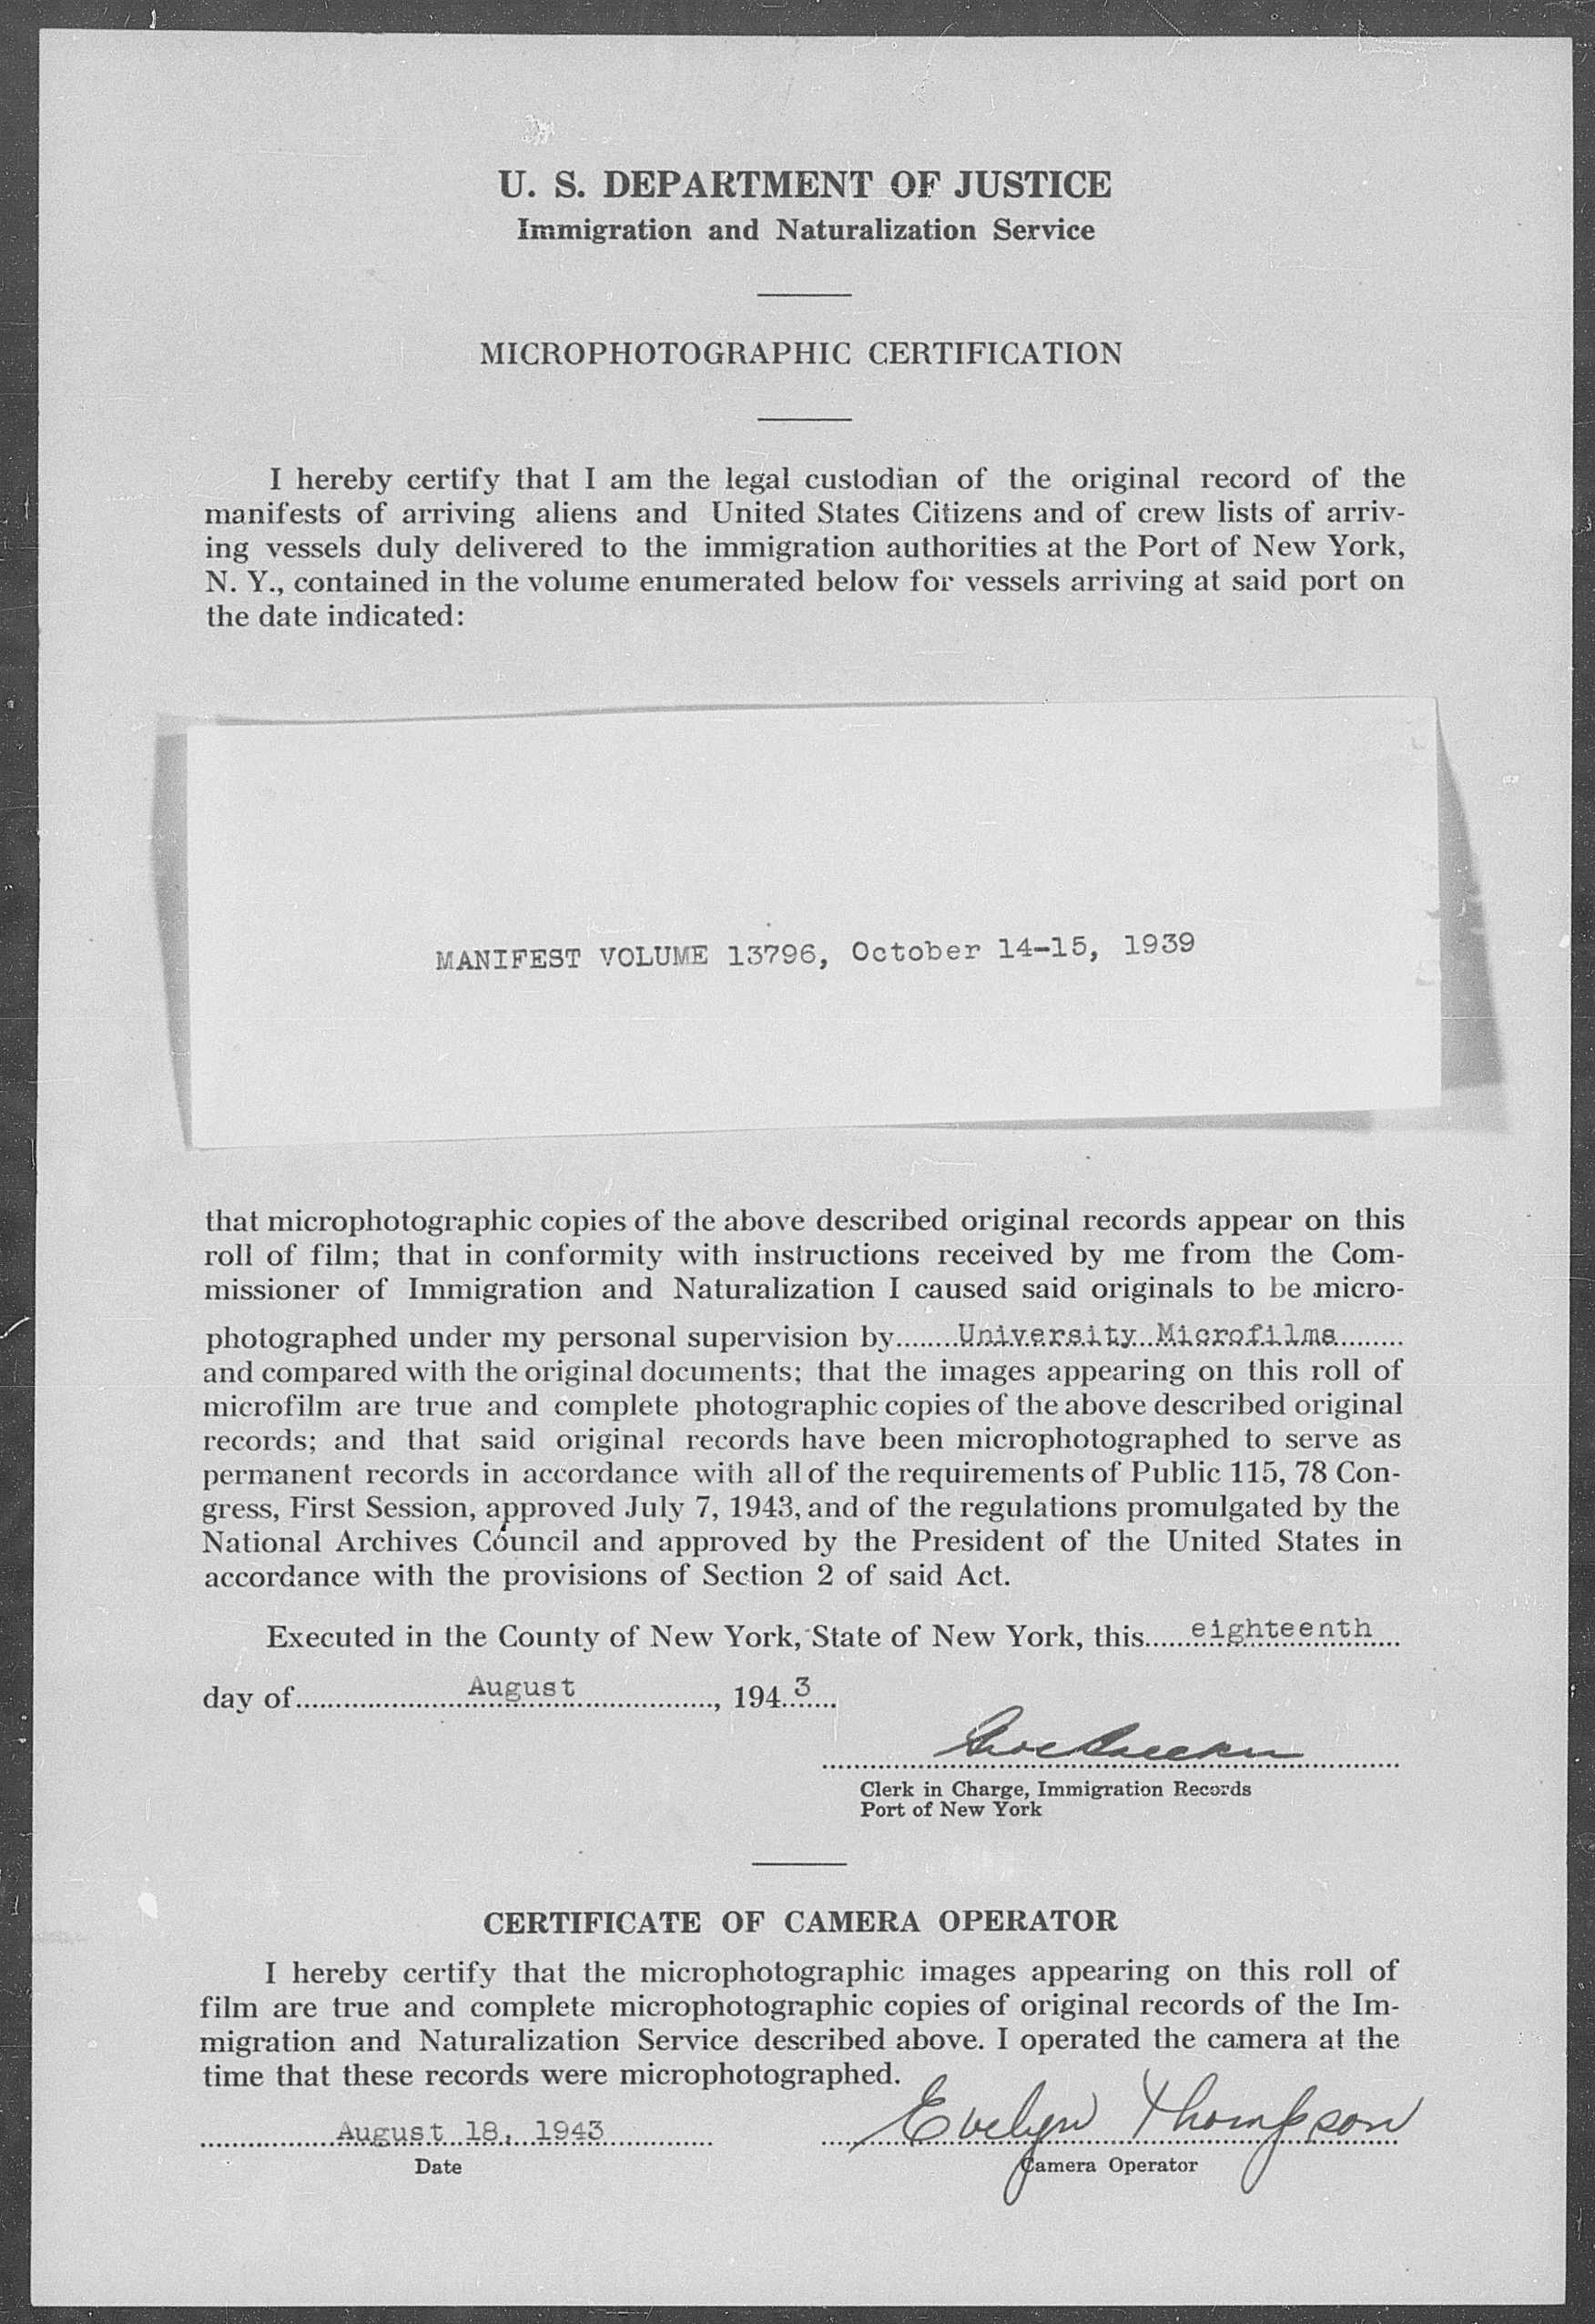 U. S. DEPARTMENT OF JUSTICE
Immigration and Naturalization Service
MICROPHOTOGRAPHIC CERTIFICATION
I hereby certify that I am the legal custodian of the original record of the
manifests of arriving aliens and United States Citizens and of crew lists of arriv-
ing vessels duly delivered to the immigration authorities at the Port of New York,
N. Y., contained in the volume enumerated below for vessels arriving at said port on
the date indicated:
MANIFEST VOLUME 13796, October 14-15, 1939
that microphotographic copies of the above described original records appear on this
roll of film; that in conformity with instructions received by me from the Com-
missioner of Immigration and Naturalization I caused said originals to be micro-
photographed under my personal supervision by........University Microfilms.........
and compared with the original documents; that the images appearing on this roll of
microfilm are true and complete photographic copies of the above described original
records; and that said original records have been microphotographed to serve as
permanent records in accordance with all of the requirements of Public 115, 78 Con-
gress, First Session, approved July 7, 1943, and of the regulations promulgated by the
National Archives Council and approved by the President of the United States in
accordance with the provisions of Section 2 of said Act.
Executed in the County of New York, State of New York, this......eighteenth...
day of......................August..................., 194..3....
Clerk in Charge, Immigration Records
Port of New York
CERTIFICATE OF CAMERA OPERATOR
I hereby certify that the microphotographic images appearing on this roll of
film are true and complete microphotographic copies of original records of the Im-
migration and Naturalization Service described above. I operated the camera at the
time that these records were microphotographed.
August 18, 1943 Evelyn Thompson
Date Camera Operator